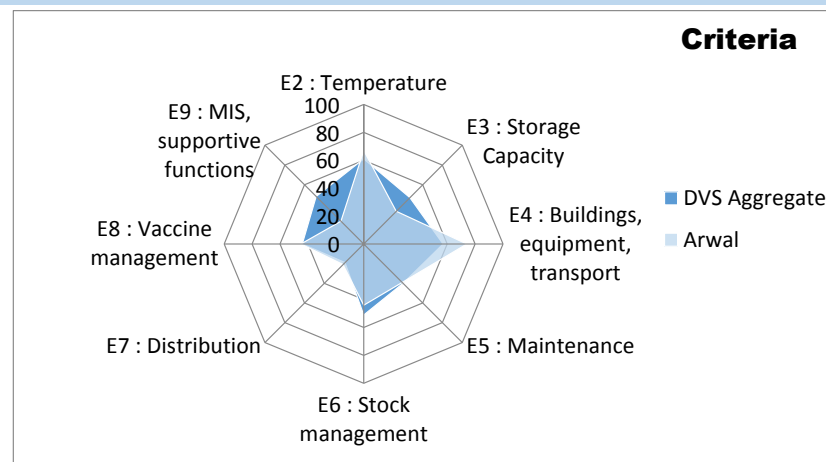 Criteria
E2 : Temperature
100
80
60
40
20
0
E3 : Storage
Capacity
E4 : Buildings,
equipment,
transport
E5 : Maintenance
E6 : Stock
management
E7 : Distribution
E8 : Vaccine
management
E9 : MIS,
supportive
functions
DVS Aggregate
Arwal